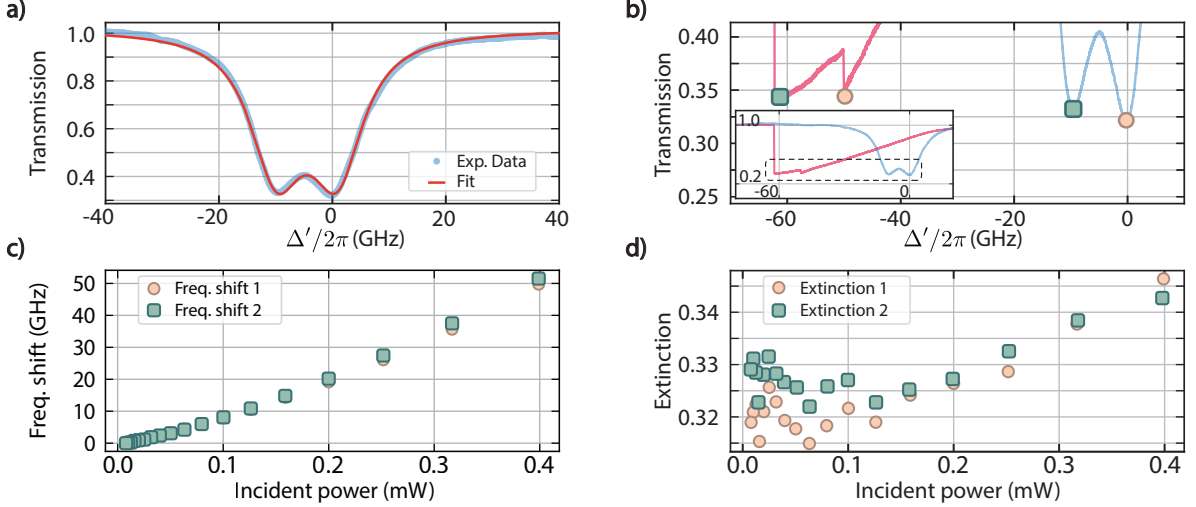 a)
1.0
0.8
0.6
0.4
Transmission
Exp. Data
Fit
-40
-20
0
20
40
Δ′/2π (GHz)
b)
0.40
0.35
0.30
0.25
Transmission
1.0
0.2
-60
0
-60
-40
-20
0
Δ′/2π (GHz)
c)
50
40
30
20
10
0
Freq. shift (GHz)
Freq. shift 1
Freq. shift 2
0.0
0.1
0.2
0.3
0.4
Incident power (mW)
d)
0.34
0.33
0.32
Extinction
Extinction 1
Extinction 2
0.0
0.1
0.2
0.3
0.4
Incident power (mW)